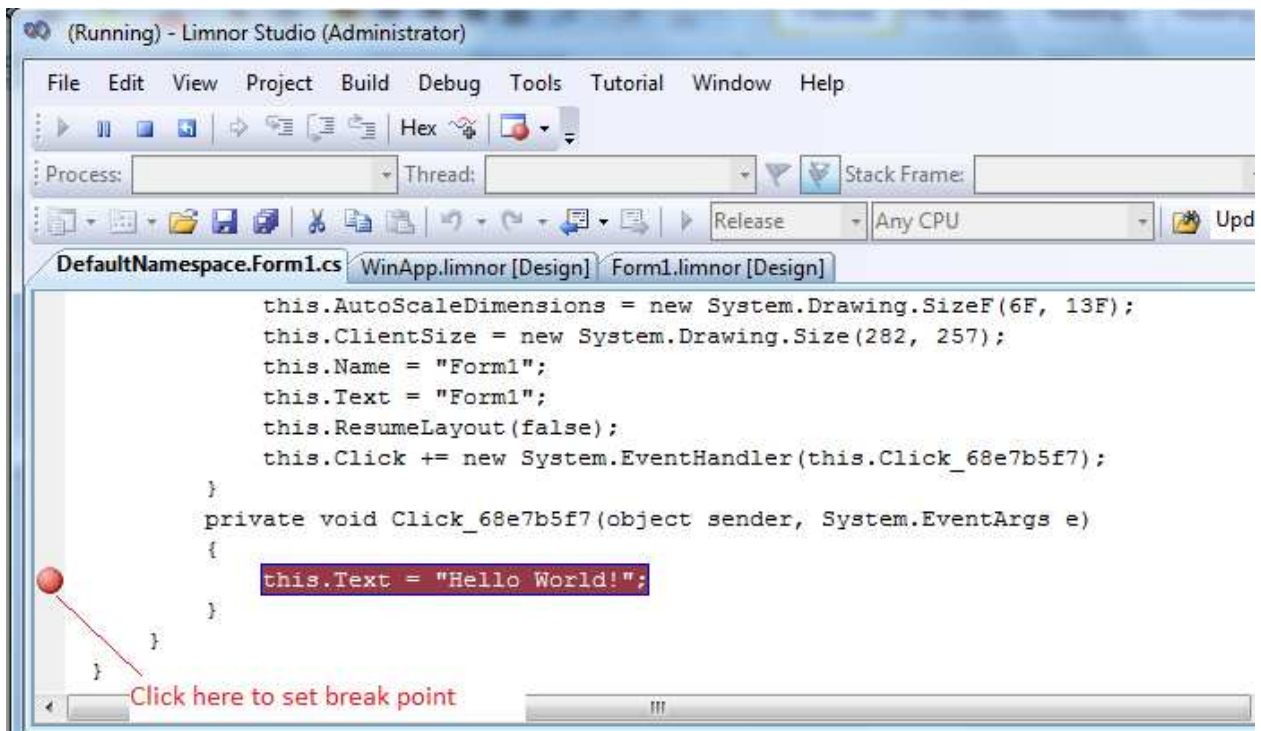 (Running) - Limnor Studio (Administrator)
File Edit View Project Build Debug Tools Tutorial Window Help
Hex
Process: Thread: Stack Frame:
Release Any CPU Upd
DefaultNamespace.Form1.cs WinApp.limnor [Design] Form1.limnor [Design]
this.AutoScaleDimensions = new System.Drawing.SizeF(6F, 13F);
this.ClientSize = new System.Drawing.Size(282, 257);
this.Name = "Form1";
this.Text = "Form1";
this.ResumeLayout(false);
this.Click += new System.EventHandler(this.Click_68e7b5f7);
}
private void Click_68e7b5f7(object sender, System.EventArgs e)
{
this.Text = "Hello World!";
}
}
}
Click here to set break point